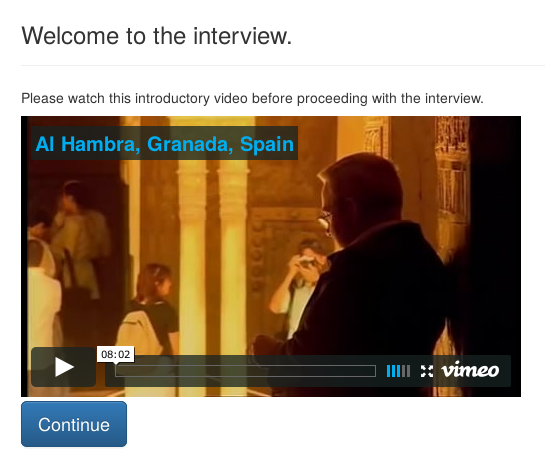 Welcome to the interview.
Please watch this introductory video before proceeding with the interview.
Al Hambra, Granada, Spain
08:02
vimeo
Continue